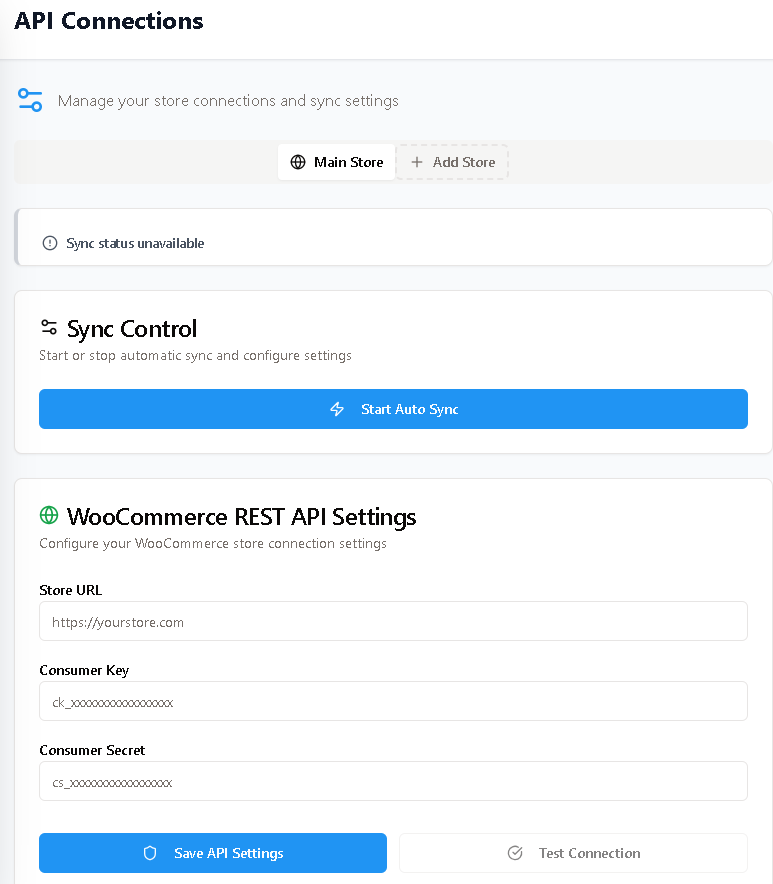 API Connections
Manage your store connections and sync settings
Main Store
Add Store
Sync status unavailable
Sync Control
Start or stop automatic sync and configure settings
Start Auto Sync
WooCommerce REST API Settings
Configure your WooCommerce store connection settings
Store URL
https://yourstore.com
Consumer Key
ck_xxxxxxxxxxxxxxxxx
Consumer Secret
cs_xxxxxxxxxxxxxxxxx
Save API Settings
Test Connection